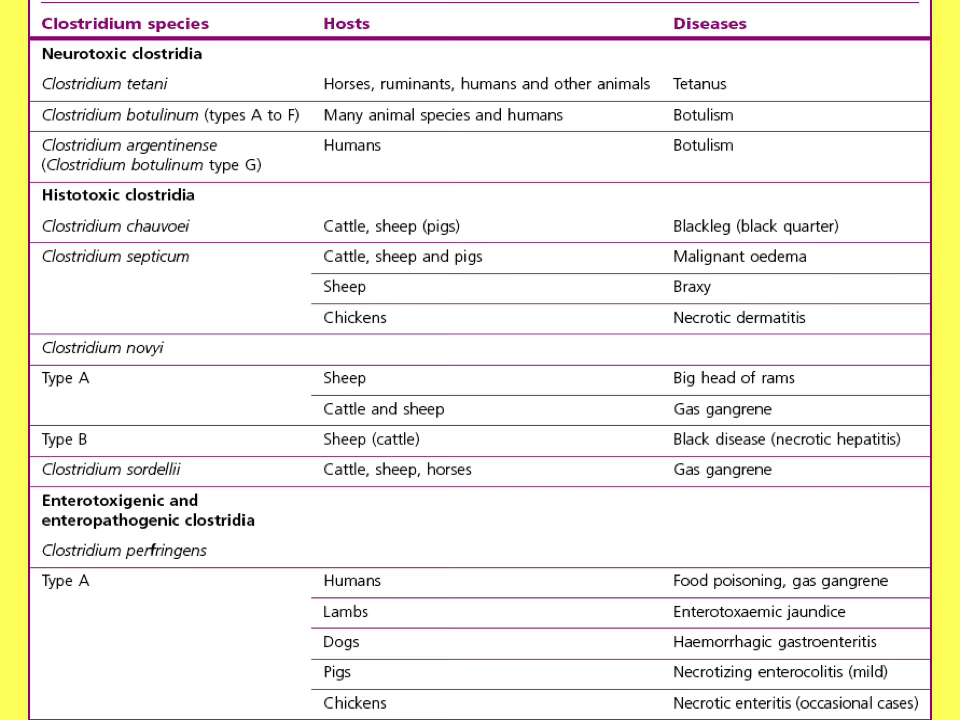 Clostridium species Hosts Diseases
Neurotoxic clostridia
Clostridium tetani Horses, ruminants, humans and other animals Tetanus
Clostridium botulinum (types A to F) Many animal species and humans Botulism
Clostridium argentinense Humans Botulism
(Clostridium botulinum type G)
Histotoxic clostridia
Clostridium chauvoei Cattle, sheep (pigs) Blackleg (black quarter)
Clostridium septicum Cattle, sheep and pigs Malignant oedema
Sheep Braxy
Chickens Necrotic dermatitis
Clostridium novyi
Type A Sheep Big head of rams
Cattle and sheep Gas gangrene
Type B Sheep (cattle) Black disease (necrotic hepatitis)
Clostridium sordellii Cattle, sheep, horses Gas gangrene
Enterotoxigenic and
enteropathogenic clostridia
Clostridium perfringens
Type A Humans Food poisoning, gas gangrene
Lambs Enterotoxaemic jaundice
Dogs Haemorrhagic gastroenteritis
Pigs Necrotizing enterocolitis (mild)
Chickens Necrotic enteritis (occasional cases)